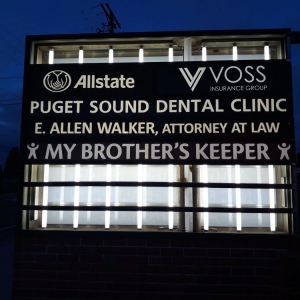 Allstate VOSS
INSURANCE GROUP
PUGET SOUND DENTAL CLINIC
E. ALLEN WALKER, ATTORNEY AT LAW
MY BROTHER'S KEEPER